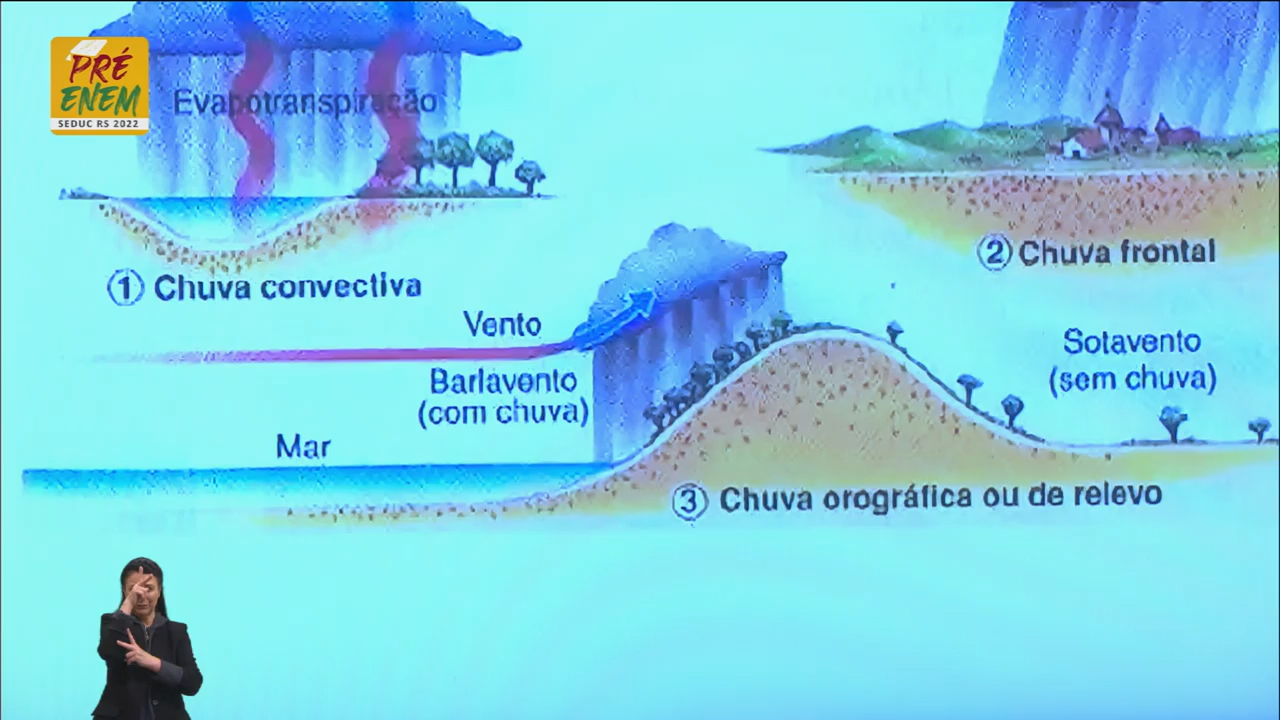 PRÉ
ENEM
SEDUC RS 2022
Evapotranspiração
1 Chuva convectiva
2 Chuva frontal
Vento
Barlavento
(com chuva)
Sotavento
(sem chuva)
Mar
3 Chuva orográfica ou de relevo